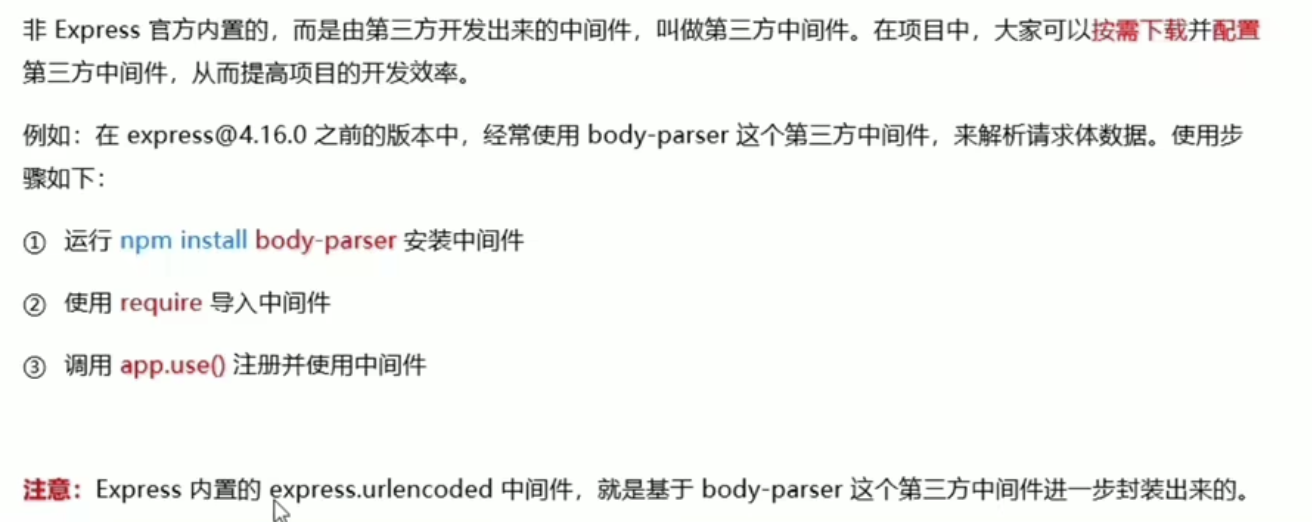 非 Express 官方内置的，而是由第三方开发出来的中间件，叫做第三方中间件。在项目中，大家可以按需下载并配置
第三方中间件，从而提高项目的开发效率。
例如：在 express@4.16.0 之前的版本中，经常使用 body-parser 这个第三方中间件，来解析请求体数据。使用步
骤如下：
① 运行 npm install body-parser 安装中间件
② 使用 require 导入中间件
③ 调用 app.use() 注册并使用中间件
注意：Express 内置的 express.urlencoded 中间件，就是基于 body-parser 这个第三方中间件进一步封装出来的。